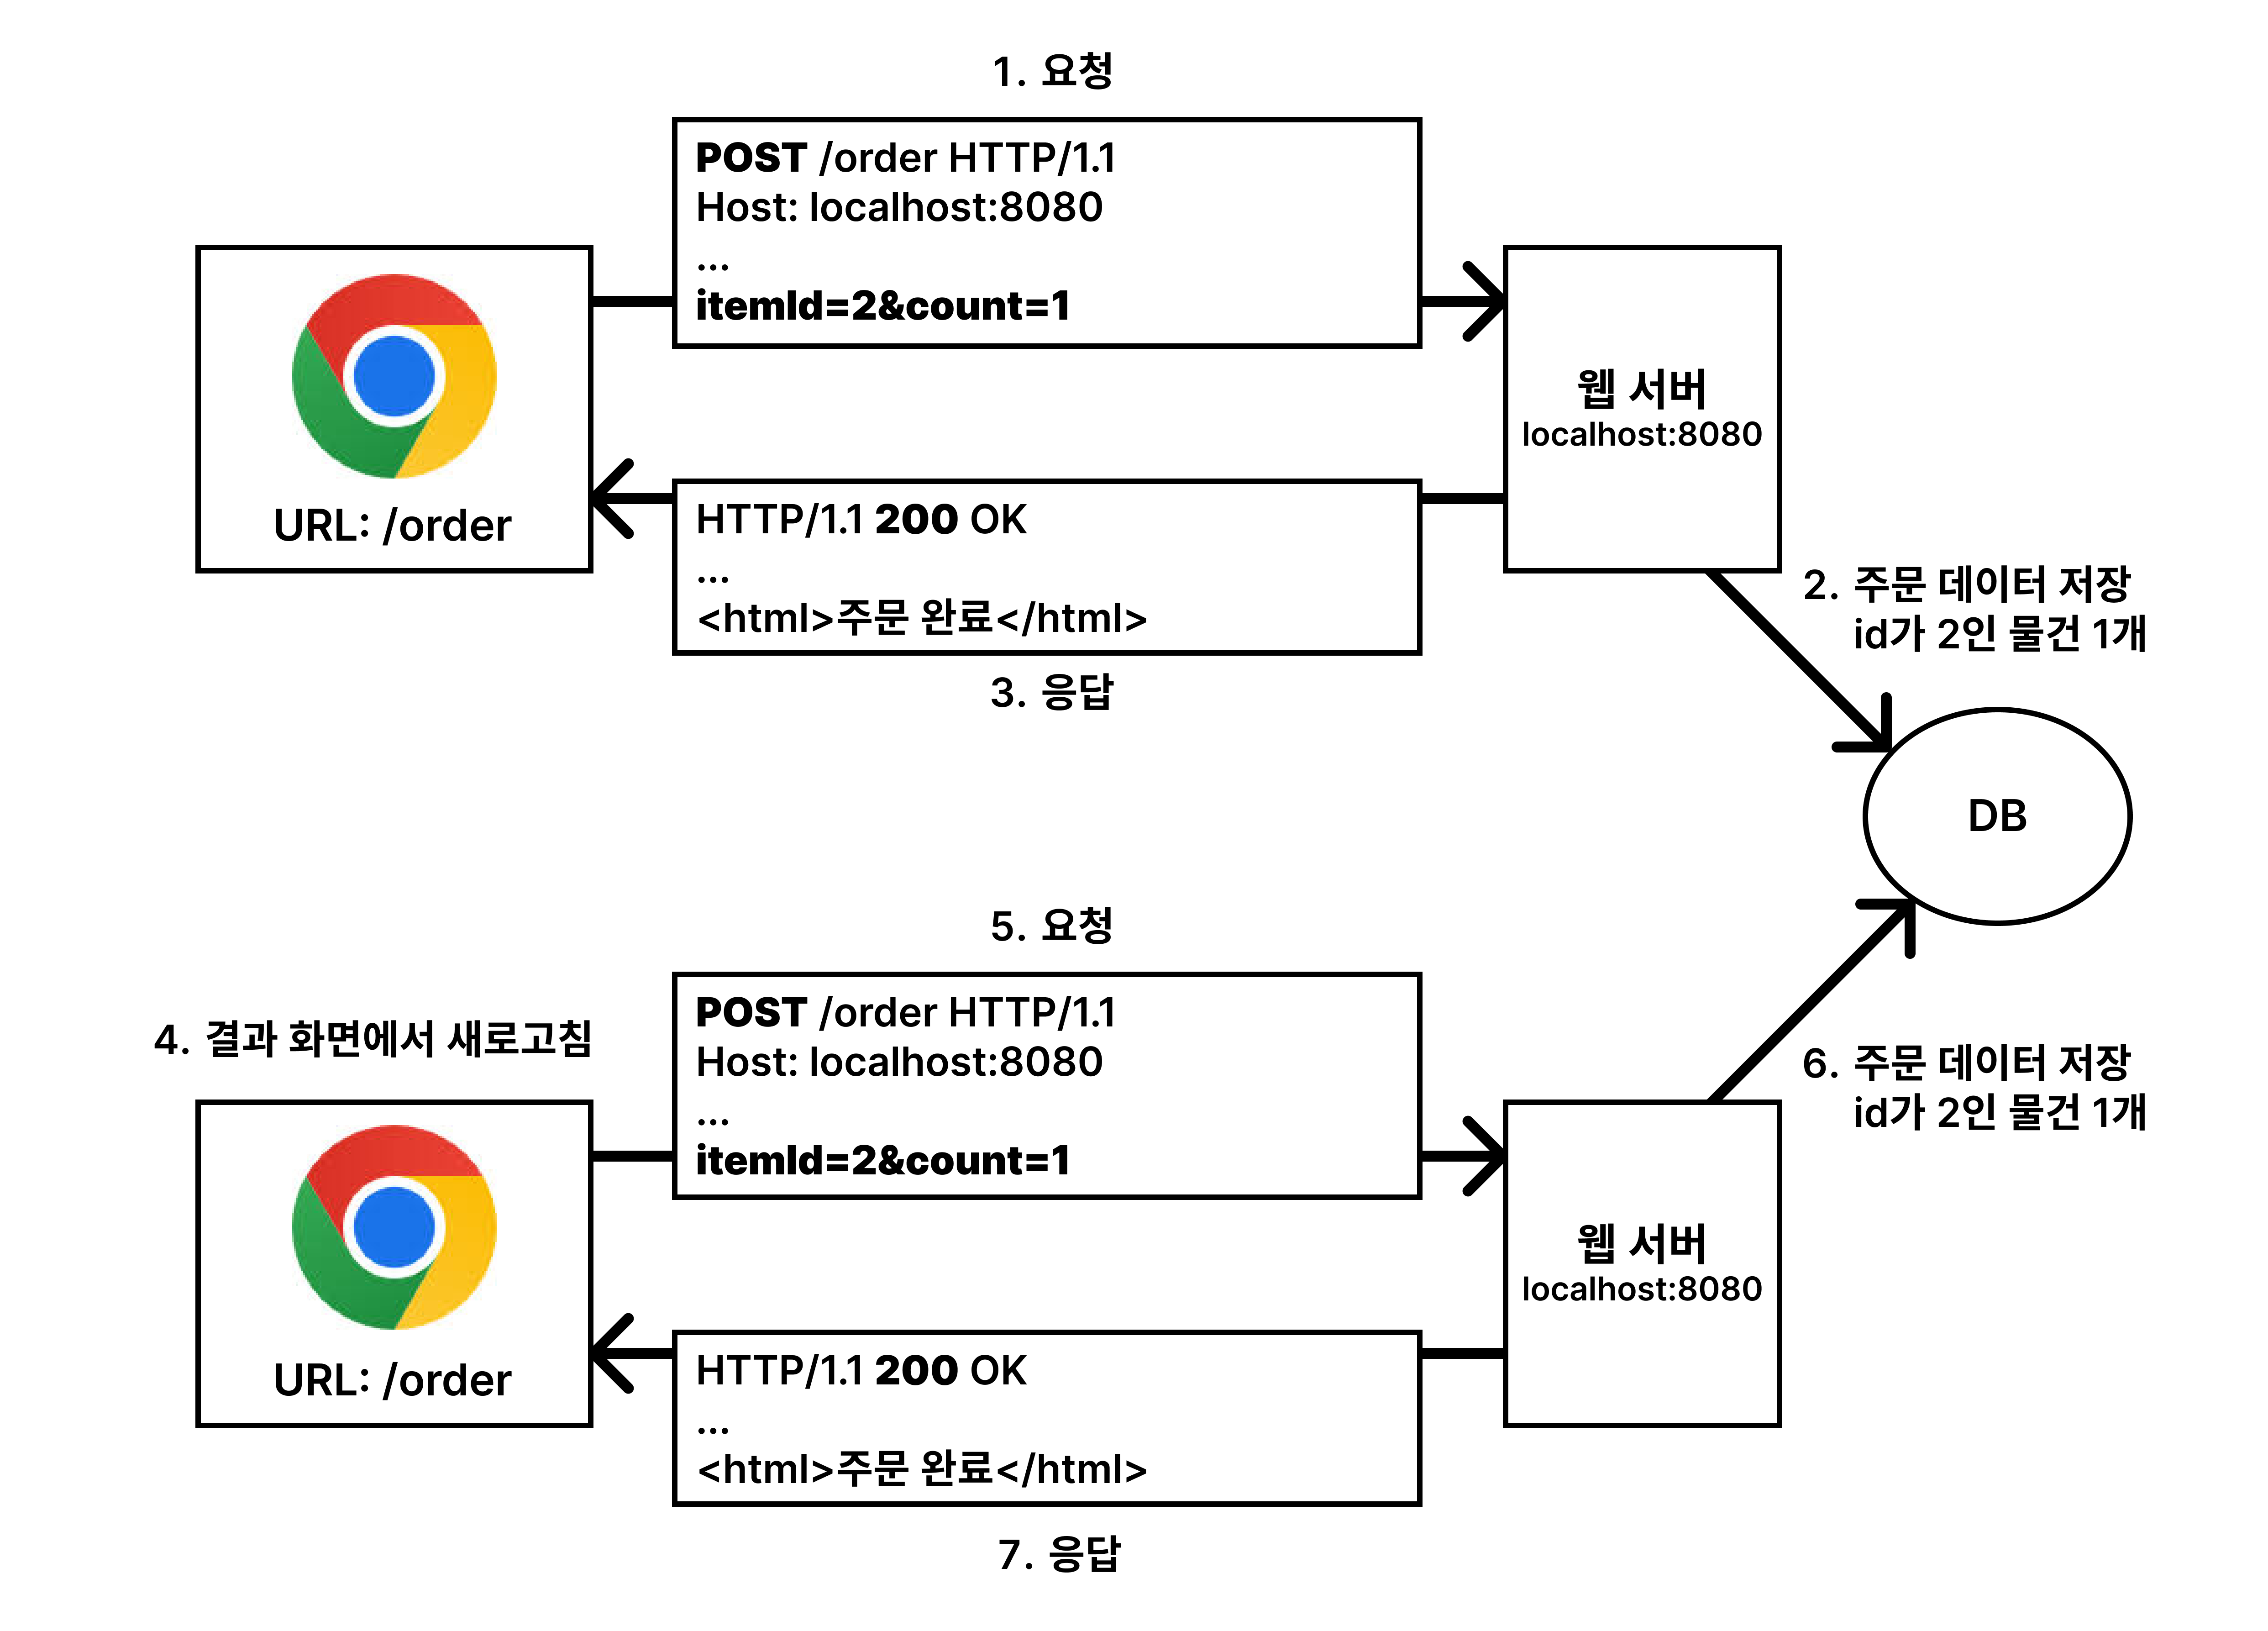 1. 요청
POST /order HTTP/1.1
Host: localhost:8080
...
itemId=2&count=1
URL: /order
웹 서버
localhost:8080
HTTP/1.1 200 OK
...
<html>주문 완료</html>
3. 응답
2. 주문 데이터 저장
id가 2인 물건 1개
DB
4. 결과 화면에서 새로고침
5. 요청
POST /order HTTP/1.1
Host: localhost:8080
...
itemId=2&count=1
URL: /order
웹 서버
localhost:8080
6. 주문 데이터 저장
id가 2인 물건 1개
HTTP/1.1 200 OK
...
<html>주문 완료</html>
7. 응답